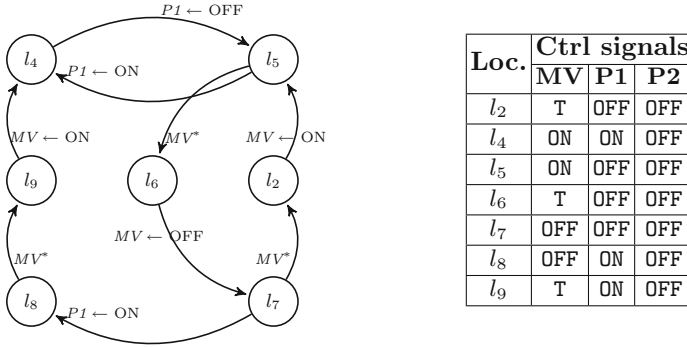 P1 ← OFF
l4
l5
P1 ← ON
MV ← ON
MV*
MV ← ON
l9
l6
l2
MV ← OFF
MV*
MV*
l8
P1 ← ON
l7
Loc. Ctrl signals
MV P1 P2
l2 T OFF OFF
l4 ON ON OFF
l5 ON OFF OFF
l6 T OFF OFF
l7 OFF OFF OFF
l8 OFF ON OFF
l9 T ON OFF